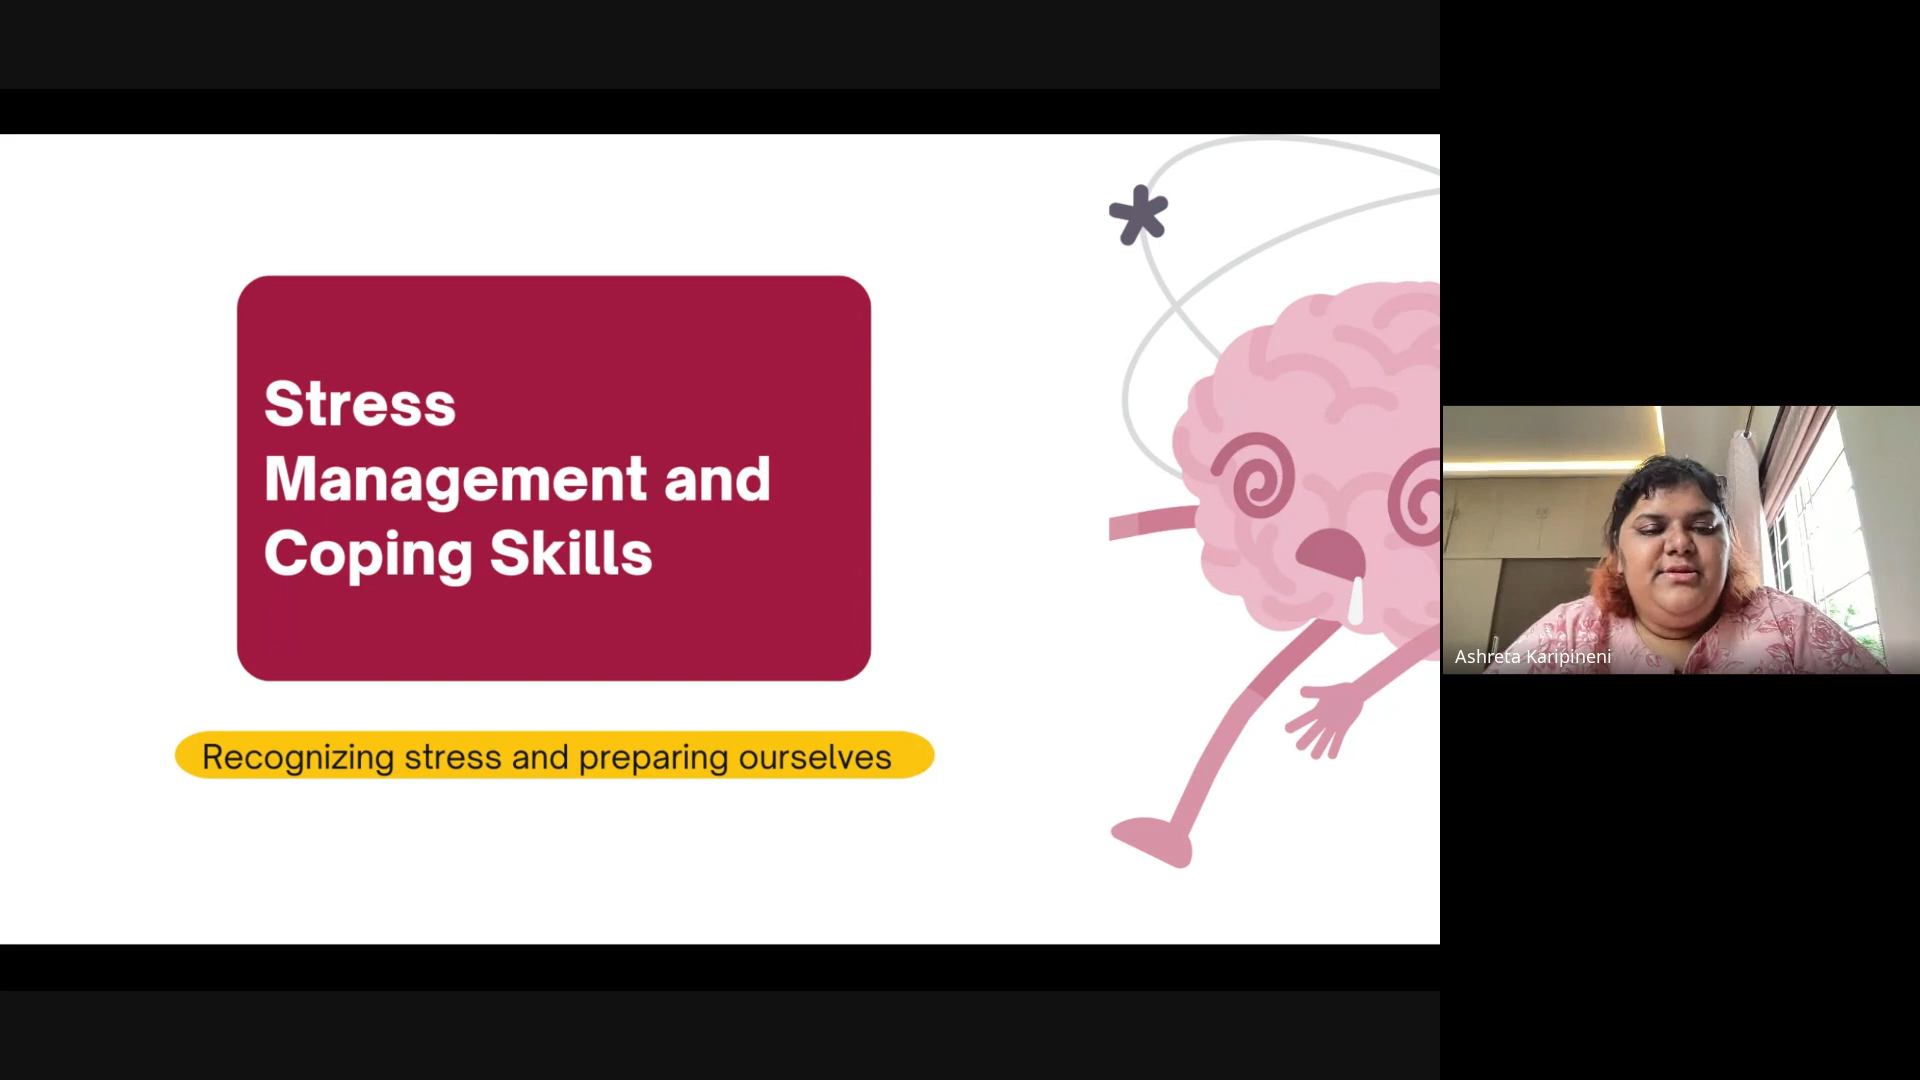 Stress
Management and
Coping Skills
Recognizing stress and preparing ourselves
Ashreta Karipineni